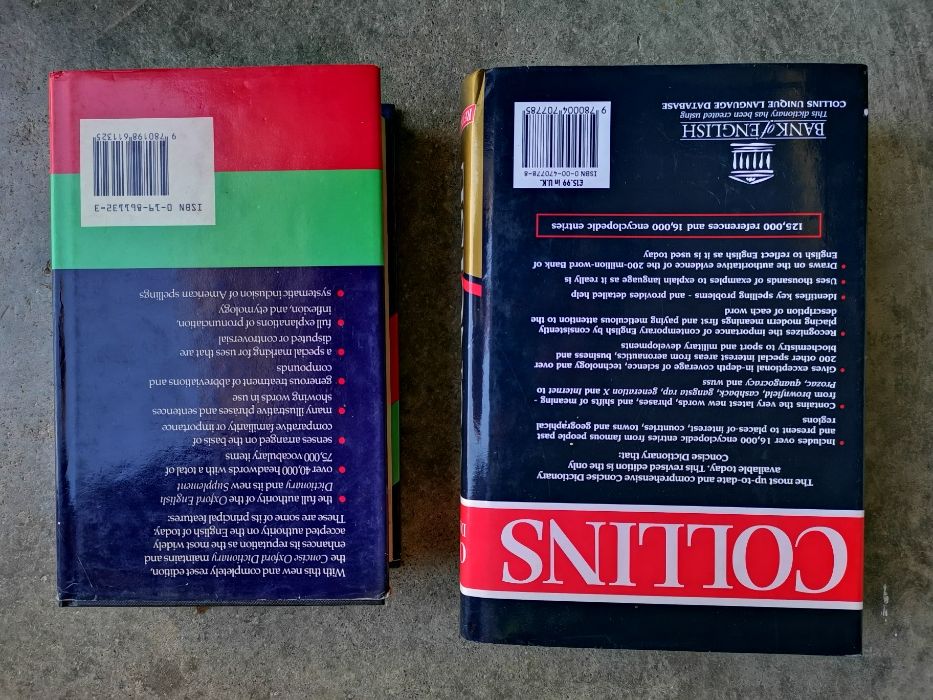 COLLINS
The most up-to-date and comprehensive Concise Dictionary
available today. This revised edition is the only
Concise Dictionary that:
• Includes over 16,000 encyclopedic entries from famous people past
and present to places-of-interest, countries, towns and geographical
regions
• Contains the very latest new words, phrases, and shifts of meaning -
from brownfield, cashback, gangsta rap, generation X and Internet to
Prozac, quangocracy and wuss
• Gives exceptional in-depth coverage of science, technology and over
200 other special interest areas from aeronautics, business and
biochemistry to sport and military developments
• Recognizes the importance of contemporary English by consistently
placing modern meanings first and paying meticulous attention to the
description of each word
• Identifies key spelling problems - and provides detailed help
• Uses thousands of examples to explain language as it really is
• Draws on the authoritative evidence of the 200-million-word Bank of
English to reflect English as it is used today
125,000 references and 16,000 encyclopedic entries
BANK of ENGLISH
This dictionary has been created using
COLLINS UNIQUE LANGUAGE DATABASE
£15.99 in U.K.
ISBN 0-00-470778-8
9 780004 707785
With this new and completely reset edition,
the Concise Oxford Dictionary maintains and
enhances its reputation as the most widely
accepted authority on the English of today.
These are some of its principal features:
• the full authority of the Oxford English
Dictionary and its new Supplement
• over 40,000 headwords with a total of
75,000 vocabulary items
• senses arranged on the basis of
comparative familiarity or importance
• many illustrative phrases and sentences
showing words in use
• generous treatment of abbreviations and
compounds
• a special marking for uses that are
disputed or controversial
• full explanations of pronunciation,
inflexion, and etymology
• systematic inclusion of American spellings
ISBN 0-19-861132-3
9 780198 611325